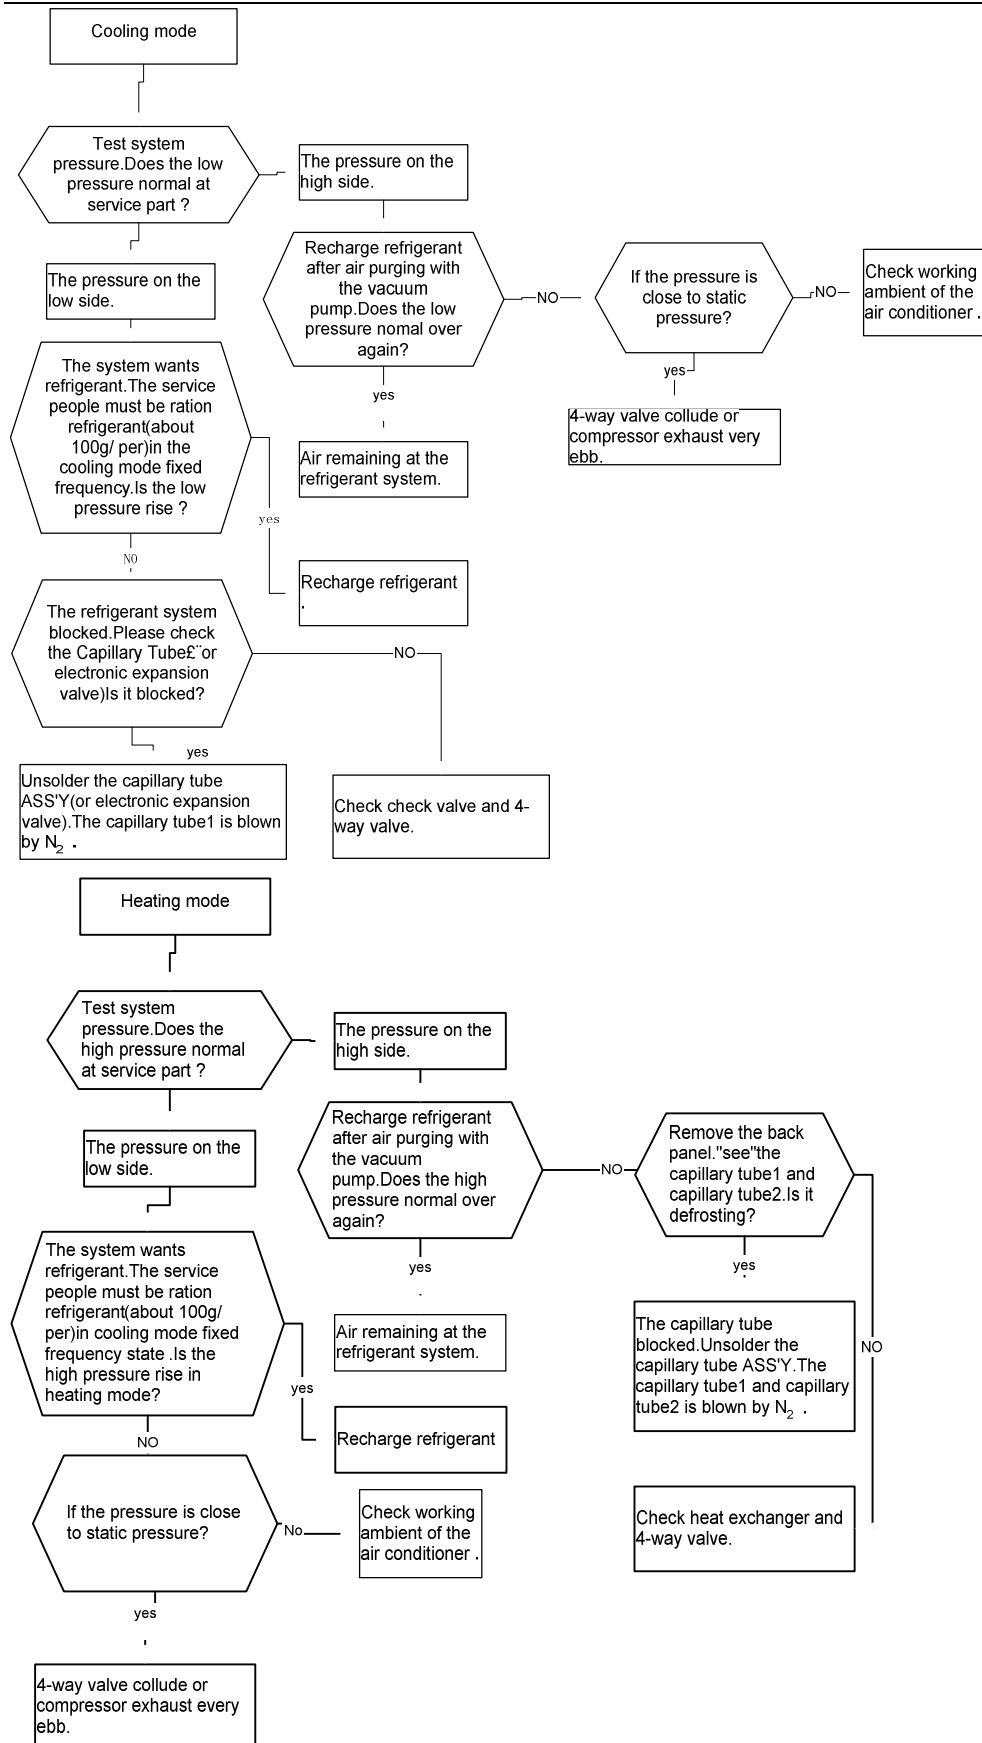 Cooling mode
Test system
pressure.Does the low
pressure normal at
service part ?
The pressure on the
high side.
The pressure on the
low side.
Recharge refrigerant
after air purging with
the vacuum
pump.Does the low
pressure nomal over
again?
NO
If the pressure is
close to static
pressure?
NO
Check working
ambient of the
air conditioner .
yes
4-way valve collude or
compressor exhaust very
ebb.
yes
Air remaining at the
refrigerant system.
The system wants
refrigerant.The service
people must be ration
refrigerant(about
100g/ per)in the
cooling mode fixed
frequency.Is the low
pressure rise ?
yes
Recharge refrigerant
.
NO
The refrigerant system
blocked.Please check
the Capillary Tube£¨or
electronic expansion
valve)Is it blocked?
NO
yes
Unsolder the capillary tube
ASS'Y(or electronic expansion
valve).The capillary tube1 is blown
by N2 .
Check check valve and 4-
way valve.
Heating mode
Test system
pressure.Does the
high pressure normal
at service part ?
The pressure on the
high side.
The pressure on the
low side.
Recharge refrigerant
after air purging with
the vacuum
pump.Does the high
pressure normal over
again?
NO
Remove the back
panel."see"the
capillary tube1 and
capillary tube2.Is it
defrosting?
yes
Air remaining at the
refrigerant system.
yes
The capillary tube
blocked.Unsolder the
capillary tube ASS'Y.The
capillary tube1 and capillary
tube2 is blown by N2 .
NO
The system wants
refrigerant.The service
people must be ration
refrigerant(about 100g/
per)in cooling mode fixed
frequency state .Is the
high pressure rise in
heating mode?
yes
Recharge refrigerant
NO
If the pressure is close
to static pressure?
No
Check working
ambient of the
air conditioner .
Check heat exchanger and
4-way valve.
yes
4-way valve collude or
compressor exhaust every
ebb.